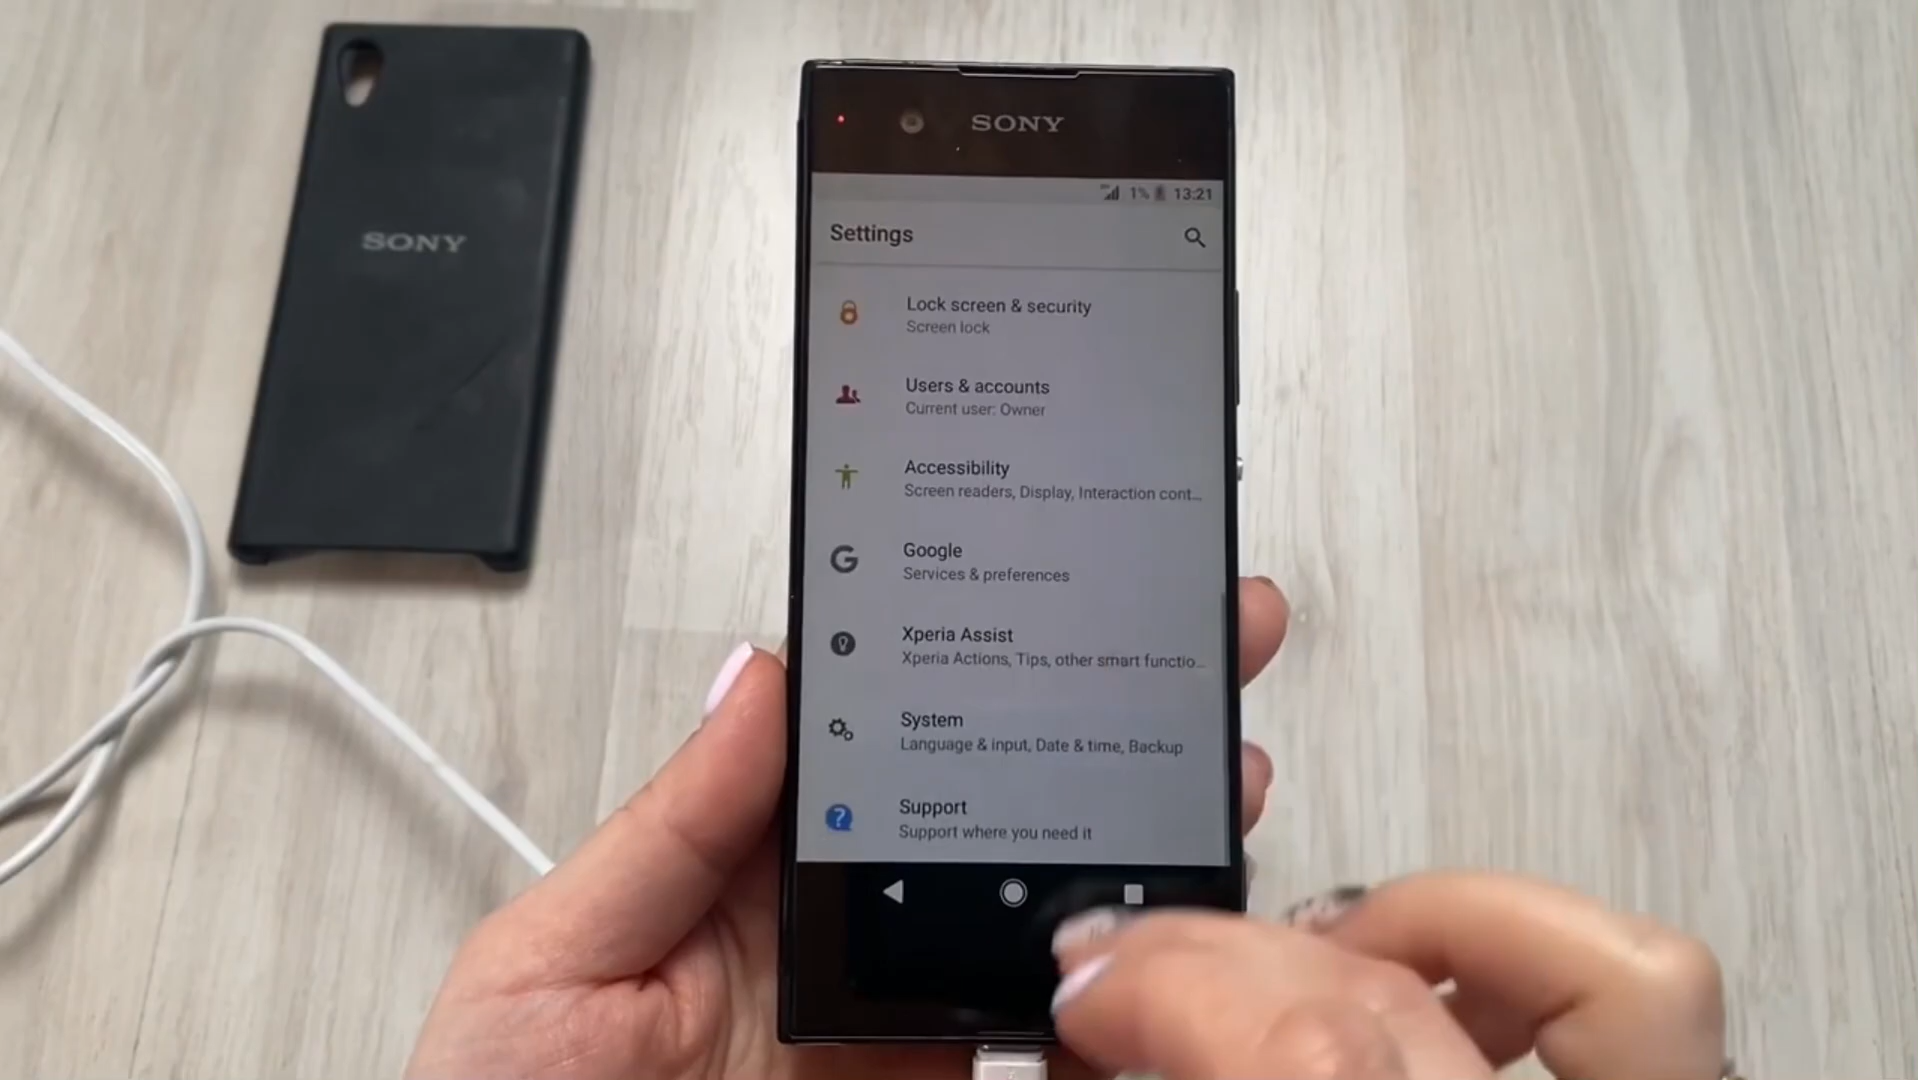 SONY
SONY
1% 13:21
Settings
Lock screen & security
Screen lock
Users & accounts
Current user: Owner
Accessibility
Screen readers, Display, Interaction cont...
Google
Services & preferences
Xperia Assist
Xperia Actions, Tips, other smart functio...
System
Language & input, Date & time, Backup
Support
Support where you need it